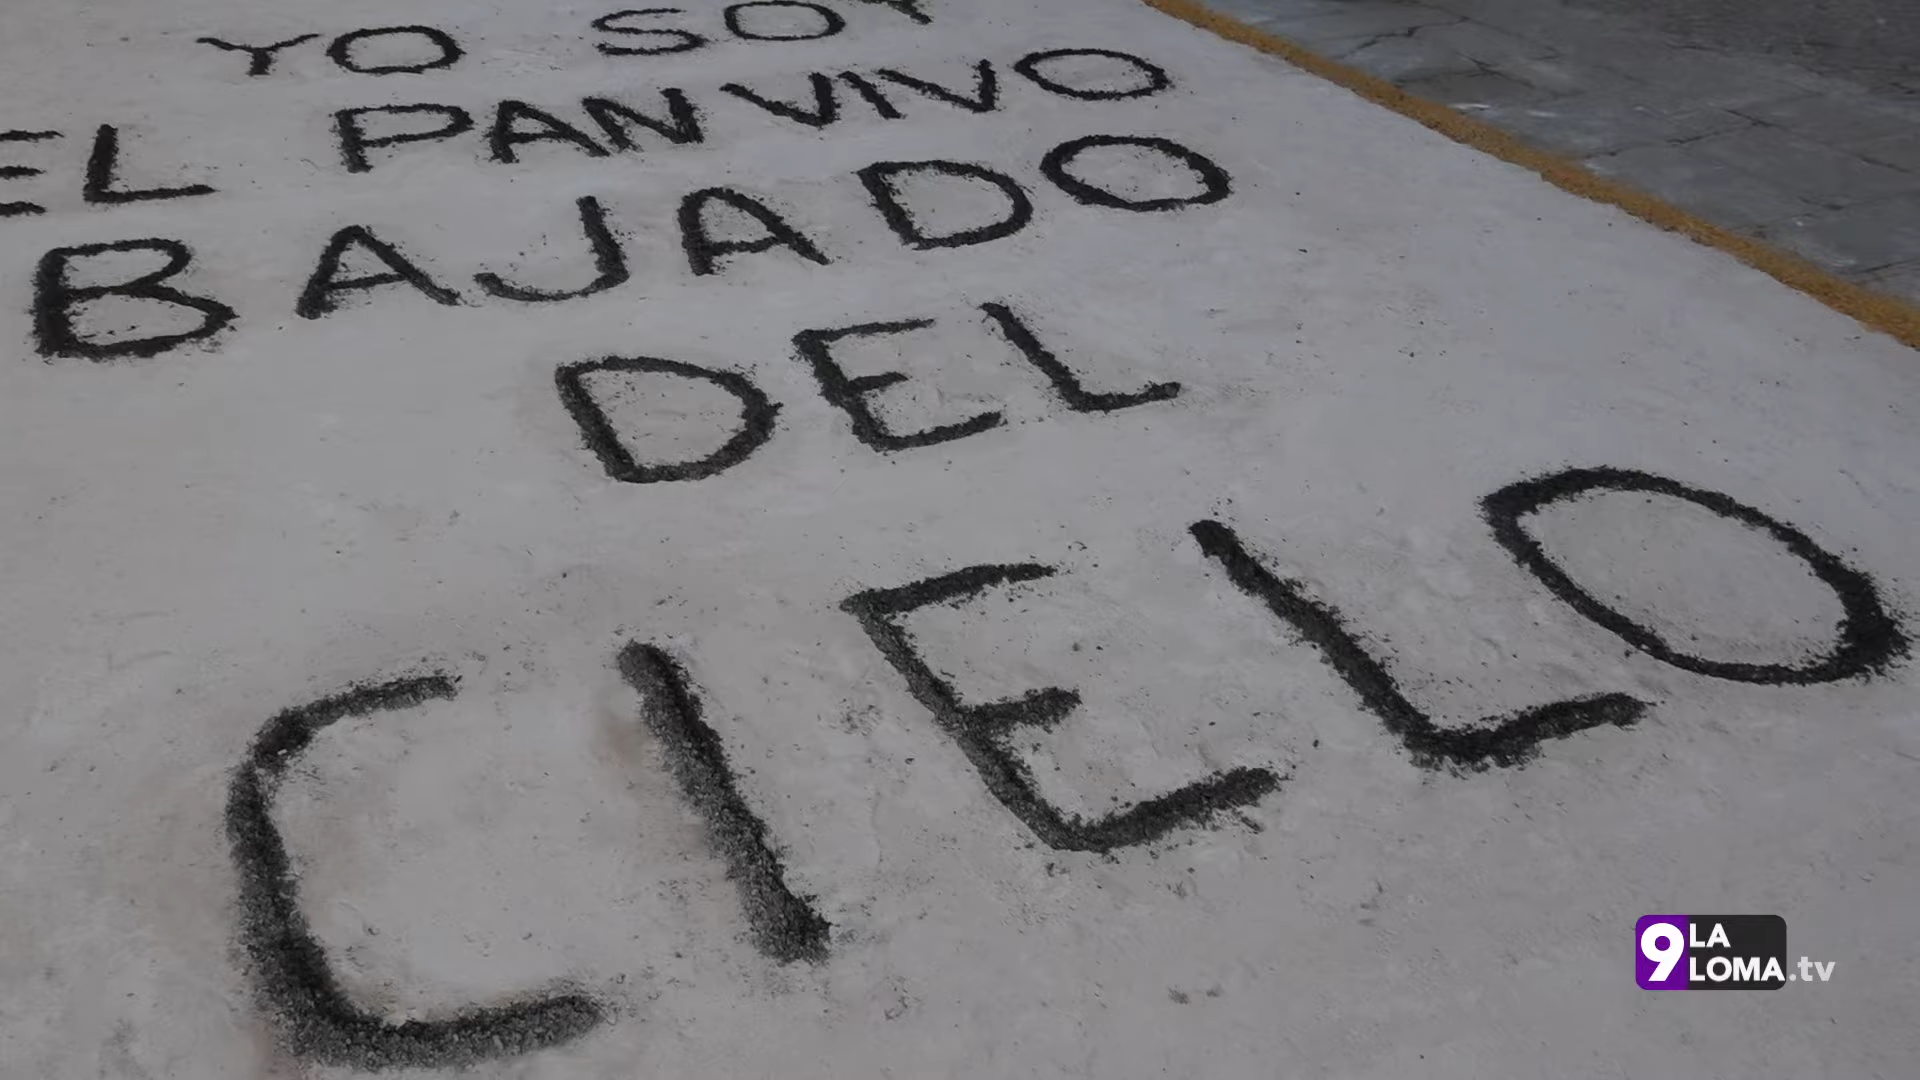 YO SOY
EL PAN VIVO
BAJADO
DEL
CIELO
9 LA
LOMA.tv